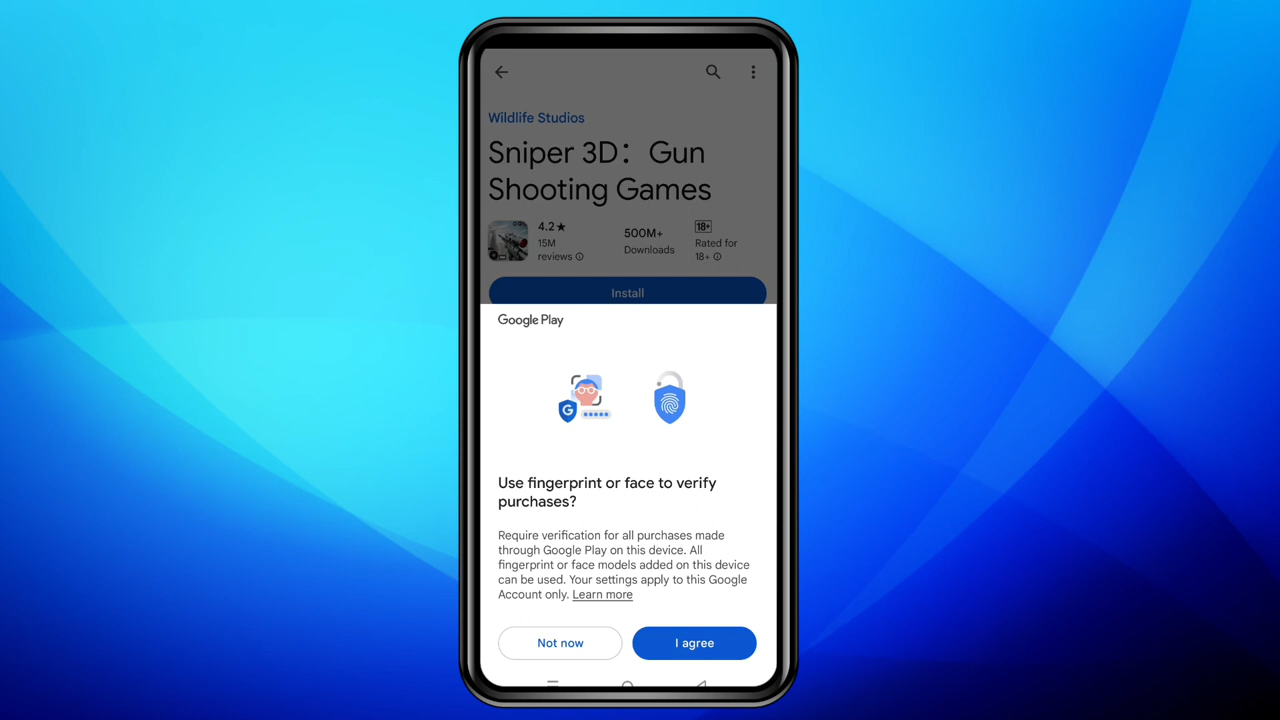 Wildlife Studios
Sniper 3D：Gun
Shooting Games
4.2★
15M
reviews
500M+
Downloads
18+
Rated for
18+
Install
Google Play
G
Use fingerprint or face to verify
purchases?
Require verification for all purchases made
through Google Play on this device. All
fingerprint or face models added on this device
can be used. Your settings apply to this Google
Account only. Learn more
Not now
I agree